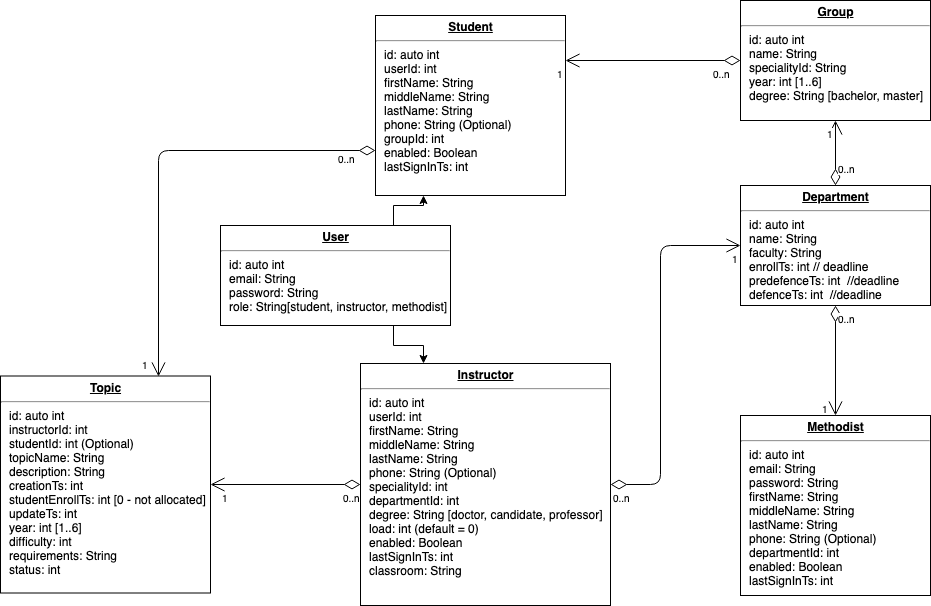 Student
id: auto int
userId: int
firstName: String
middleName: String
lastName: String
phone: String (Optional)
groupId: int
enabled: Boolean
lastSignInTs: int
1
0..n
Group
id: auto int
name: String
specialityId: String
year: int [1..6]
degree: String [bachelor, master]
0..n
1
0..n
Department
id: auto int
name: String
faculty: String
enrollTs: int // deadline
predefenceTs: int  //deadline
defenceTs: int  //deadline
1
0..n
User
id: auto int
email: String
password: String
role: String[student, instructor, methodist]
1
Topic
id: auto int
instructorId: int
studentId: int (Optional)
topicName: String
description: String
creationTs: int
studentEnrollTs: int [0 - not allocated]
updateTs: int
year: int [1..6]
difficulty: int
requirements: String
status: int
1
0..n
Instructor
id: auto int
userId: int
firstName: String
middleName: String
lastName: String
phone: String (Optional)
specialityId: int
departmentId: int
degree: String [doctor, candidate, professor]
load: int (default = 0)
enabled: Boolean
lastSignInTs: int
classroom: String
0..n
1
Methodist
id: auto int
email: String
password: String
firstName: String
middleName: String
lastName: String
phone: String (Optional)
departmentId: int
enabled: Boolean
lastSignInTs: int